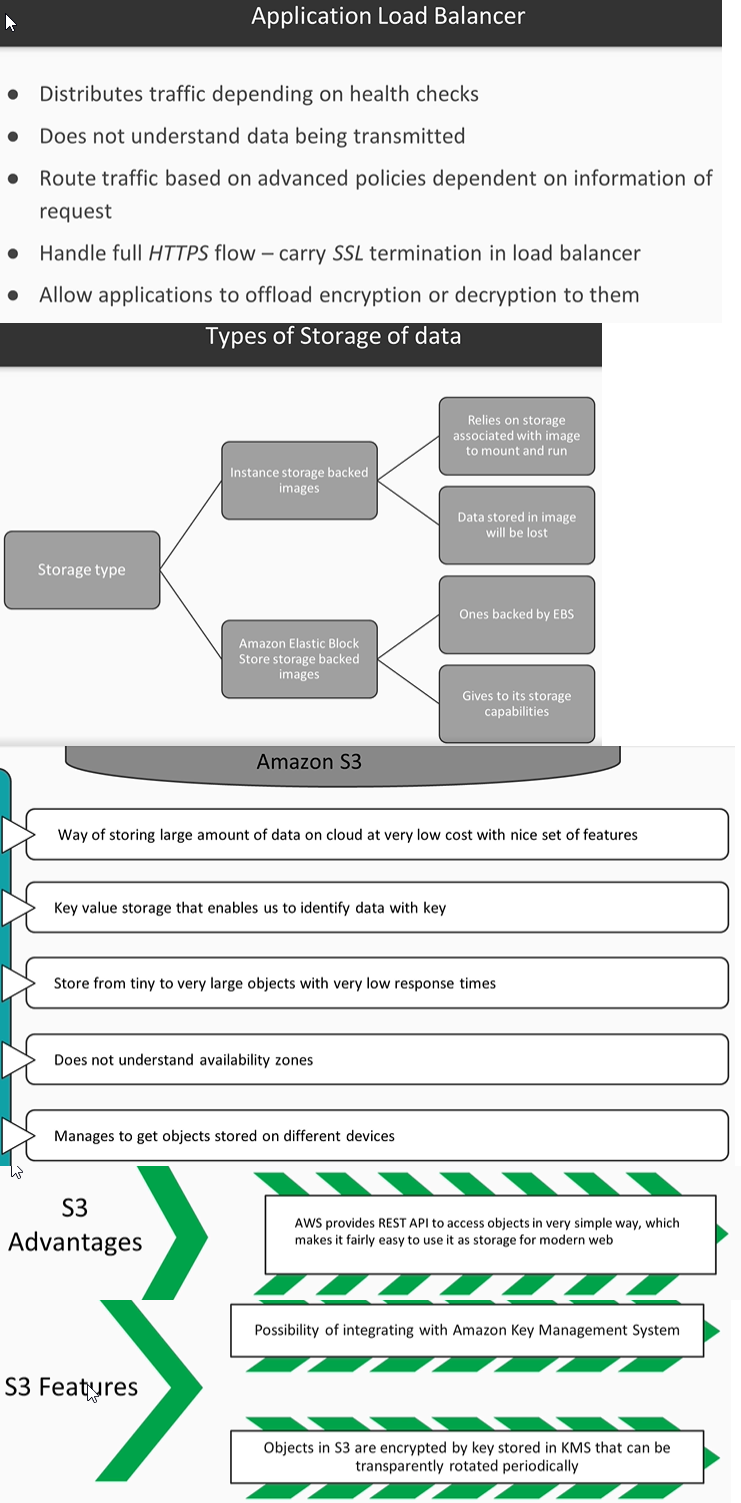 Application Load Balancer
Distributes traffic depending on health checks
Does not understand data being transmitted
Route traffic based on advanced policies dependent on information of
request
Handle full HTTPS flow – carry SSL termination in load balancer
Allow applications to offload encryption or decryption to them
Types of Storage of data
Storage type
Instance storage backed
images
Relies on storage
associated with image
to mount and run
Data stored in image
will be lost
Amazon Elastic Block
Store storage backed
images
Ones backed by EBS
Gives to its storage
capabilities
Amazon S3
Way of storing large amount of data on cloud at very low cost with nice set of features
Key value storage that enables us to identify data with key
Store from tiny to very large objects with very low response times
Does not understand availability zones
Manages to get objects stored on different devices
S3
Advantages
AWS provides REST API to access objects in very simple way, which
makes it fairly easy to use it as storage for modern web
S3 Features
Possibility of integrating with Amazon Key Management System
Objects in S3 are encrypted by key stored in KMS that can be
transparently rotated periodically